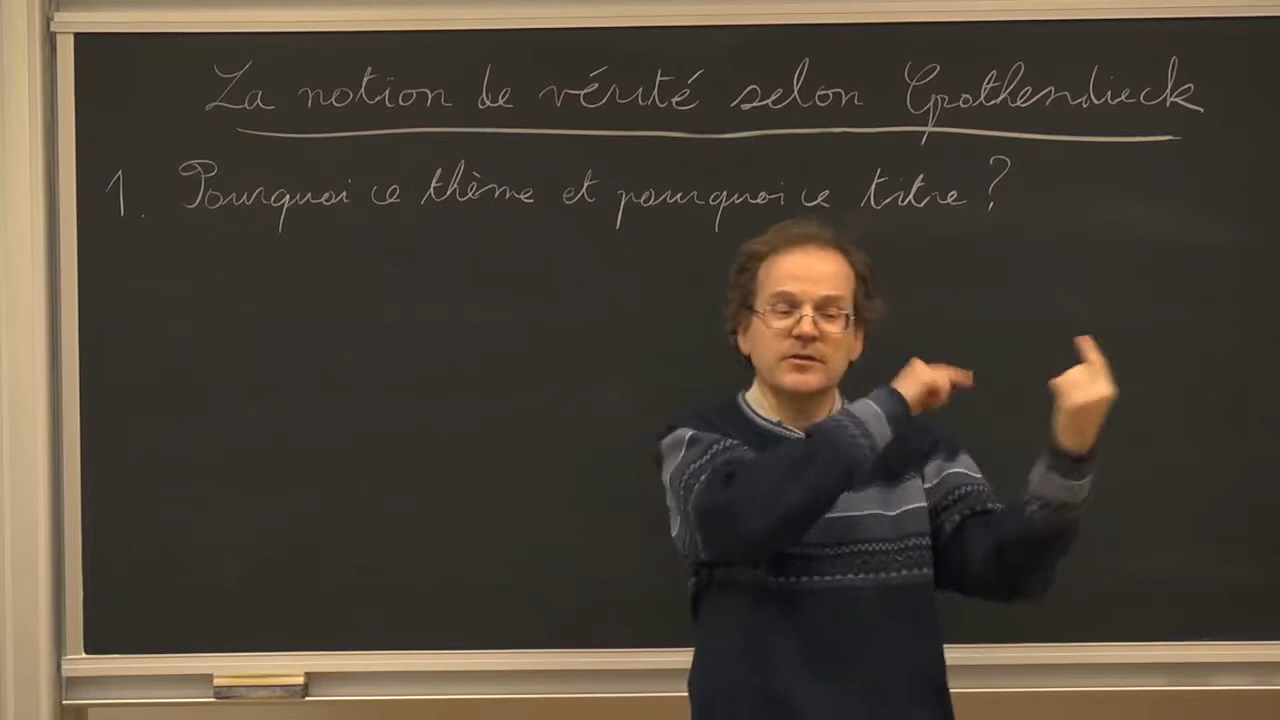 La notion de vérité selon Grothendieck
1. Pourquoi ce thème et pourquoi ce titre ?